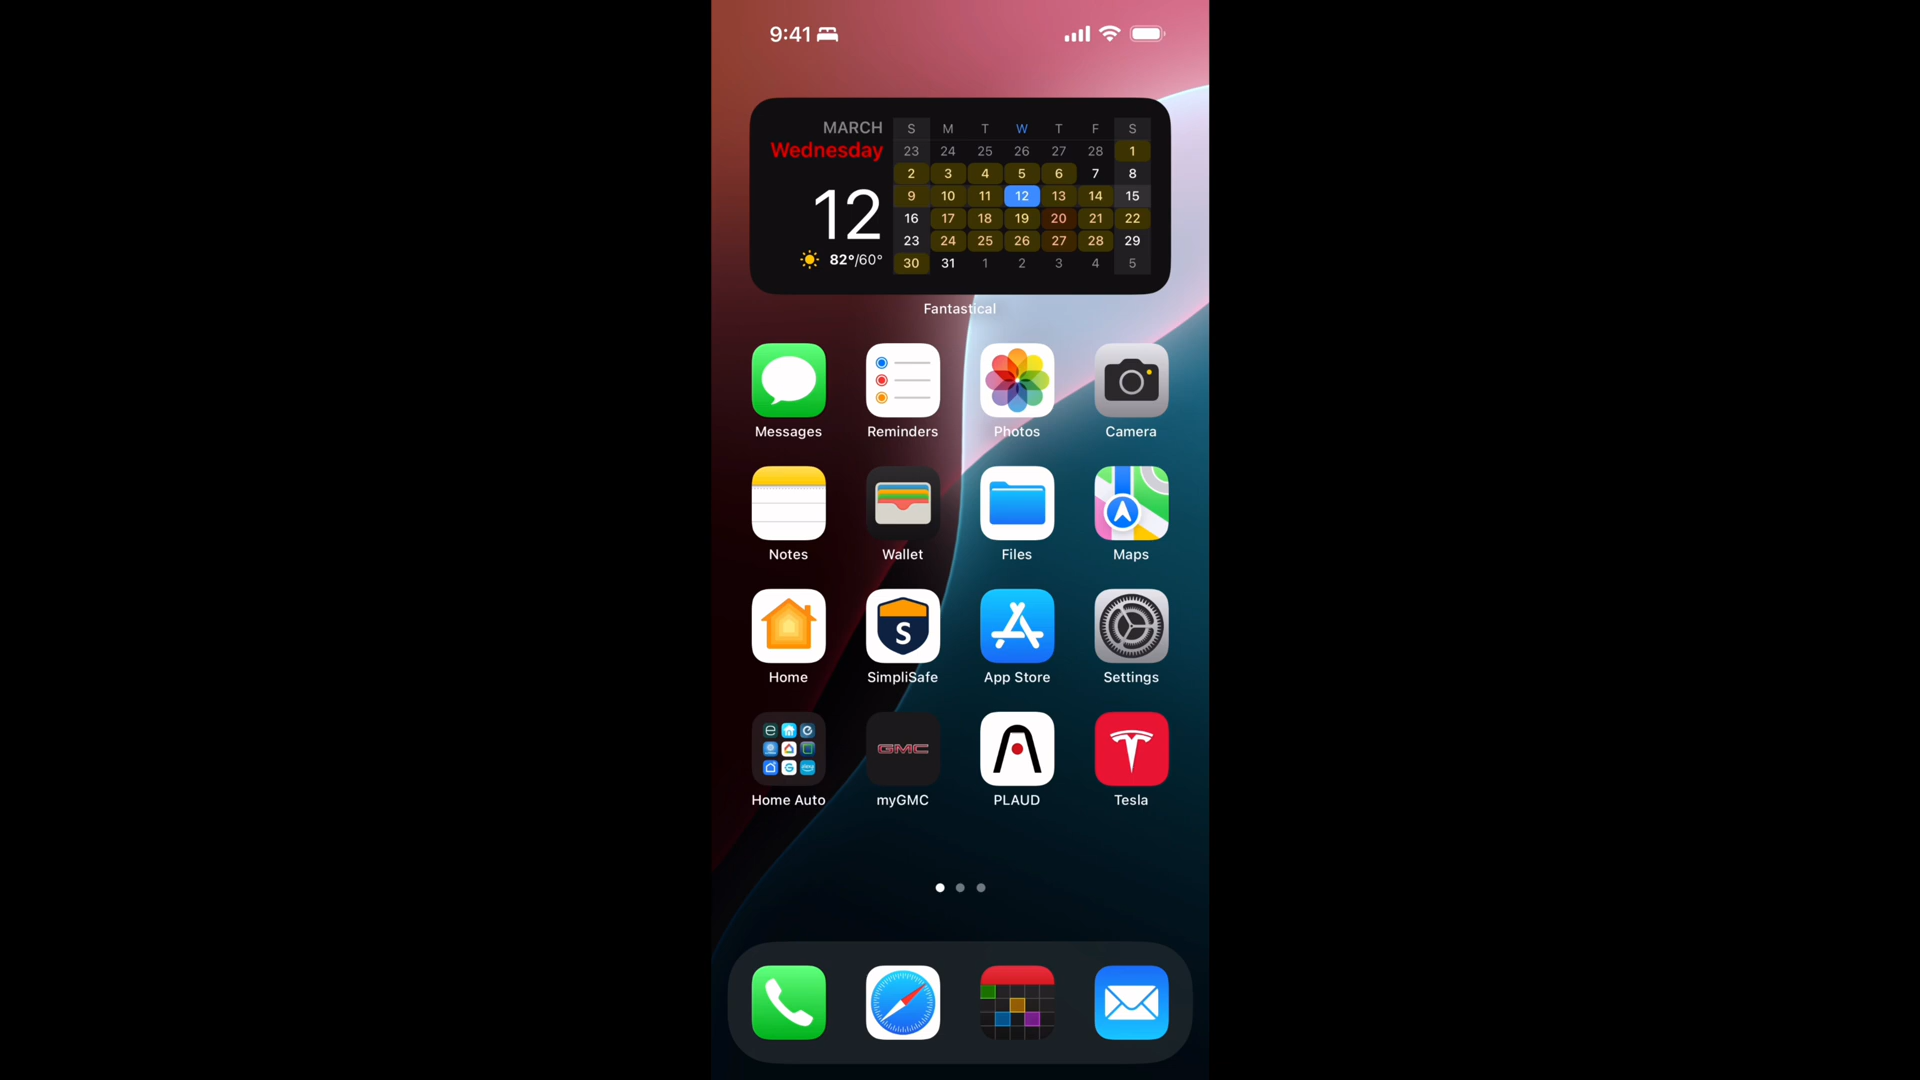 9:41
MARCH
Wednesday
12
82°/60°
S M T W T F S
23 24 25 26 27 28 1
2 3 4 5 6 7 8
9 10 11 12 13 14 15
16 17 18 19 20 21 22
23 24 25 26 27 28 29
30 31 1 2 3 4 5
Fantastical
Messages Reminders Photos Camera
Notes Wallet Files Maps
S
Home SimpliSafe App Store Settings
GMC
Home Auto myGMC PLAUD Tesla